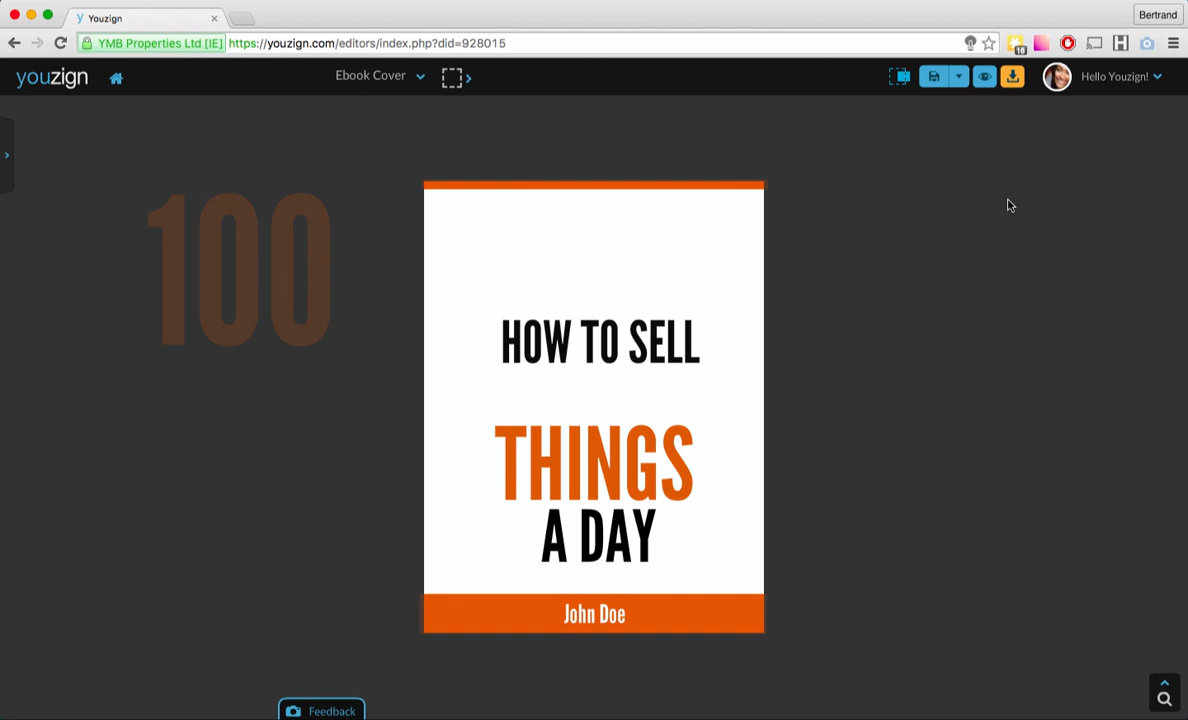 Youzign
Bertrand
YMB Properties Ltd [IE] https://youzign.com/editors/index.php?did=928015
16
youzign
Ebook Cover
Hello Youzign!
100
HOW TO SELL
THINGS
A DAY
John Doe
Feedback